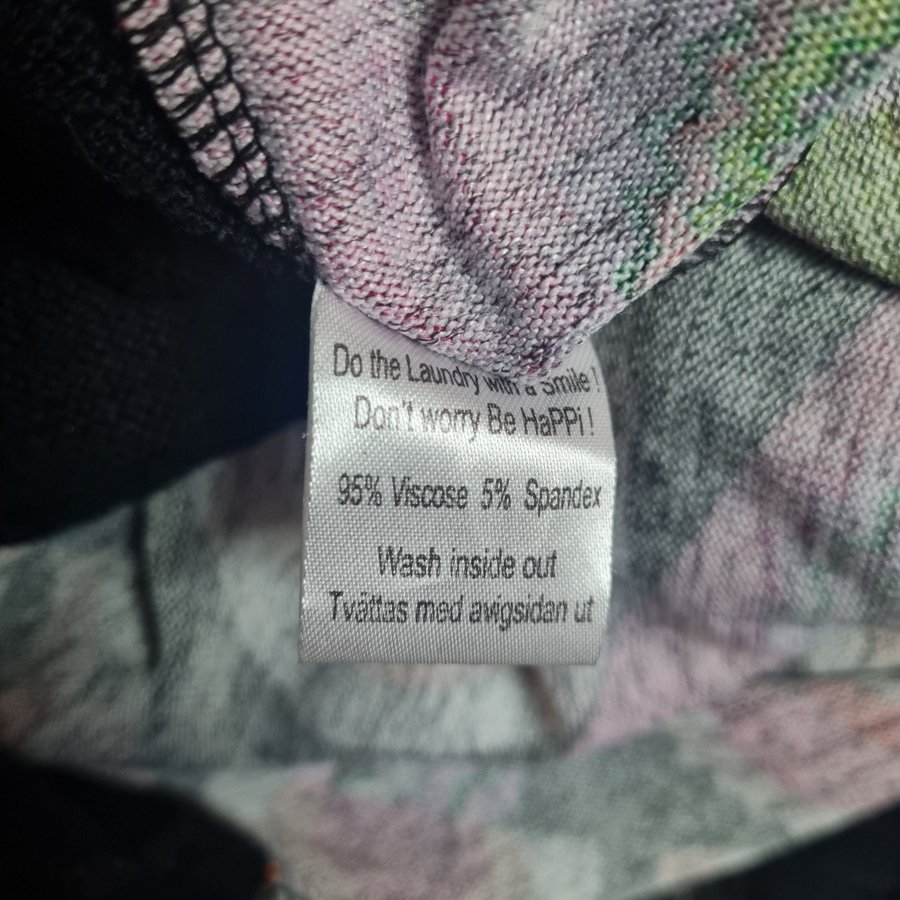 Do the Laundry with a Smile !
Don't worry Be HaPPi !
95% Viscose 5% Spandex
Wash inside out
Tvättas med avigsidan ut